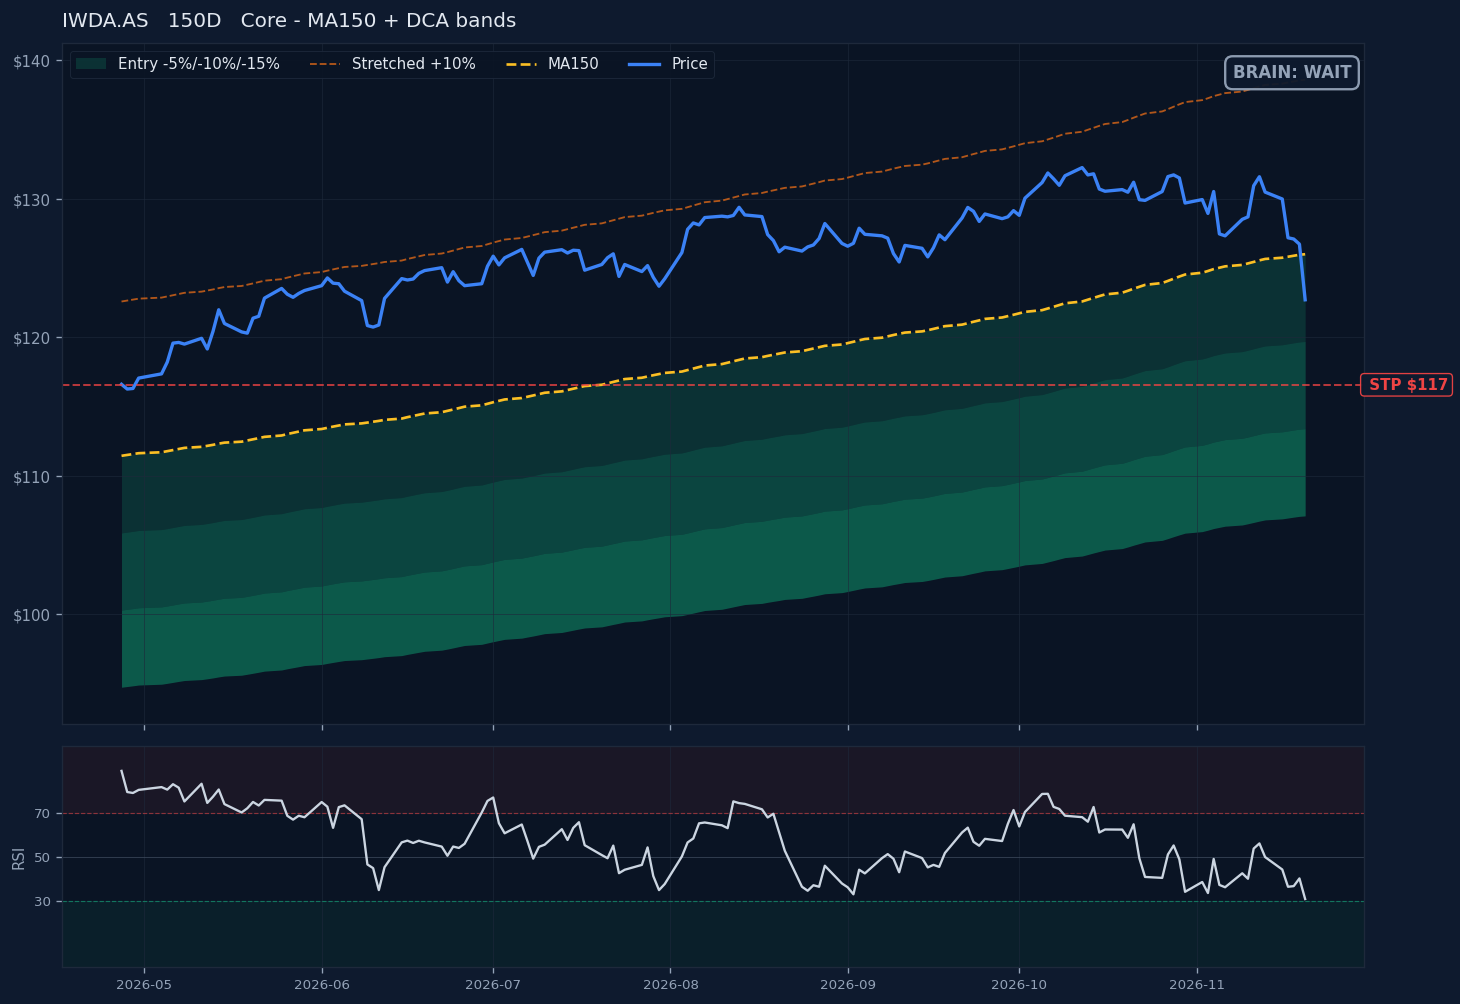 IWDA.AS   150D   Core - MA150 + DCA bands
Entry -5%/-10%/-15%   Stretched +10%   MA150   Price
BRAIN: WAIT
$140
$130
$120
STP $117
$110
$100
RSI
70
50
30
2026-05   2026-06   2026-07   2026-08   2026-09   2026-10   2026-11